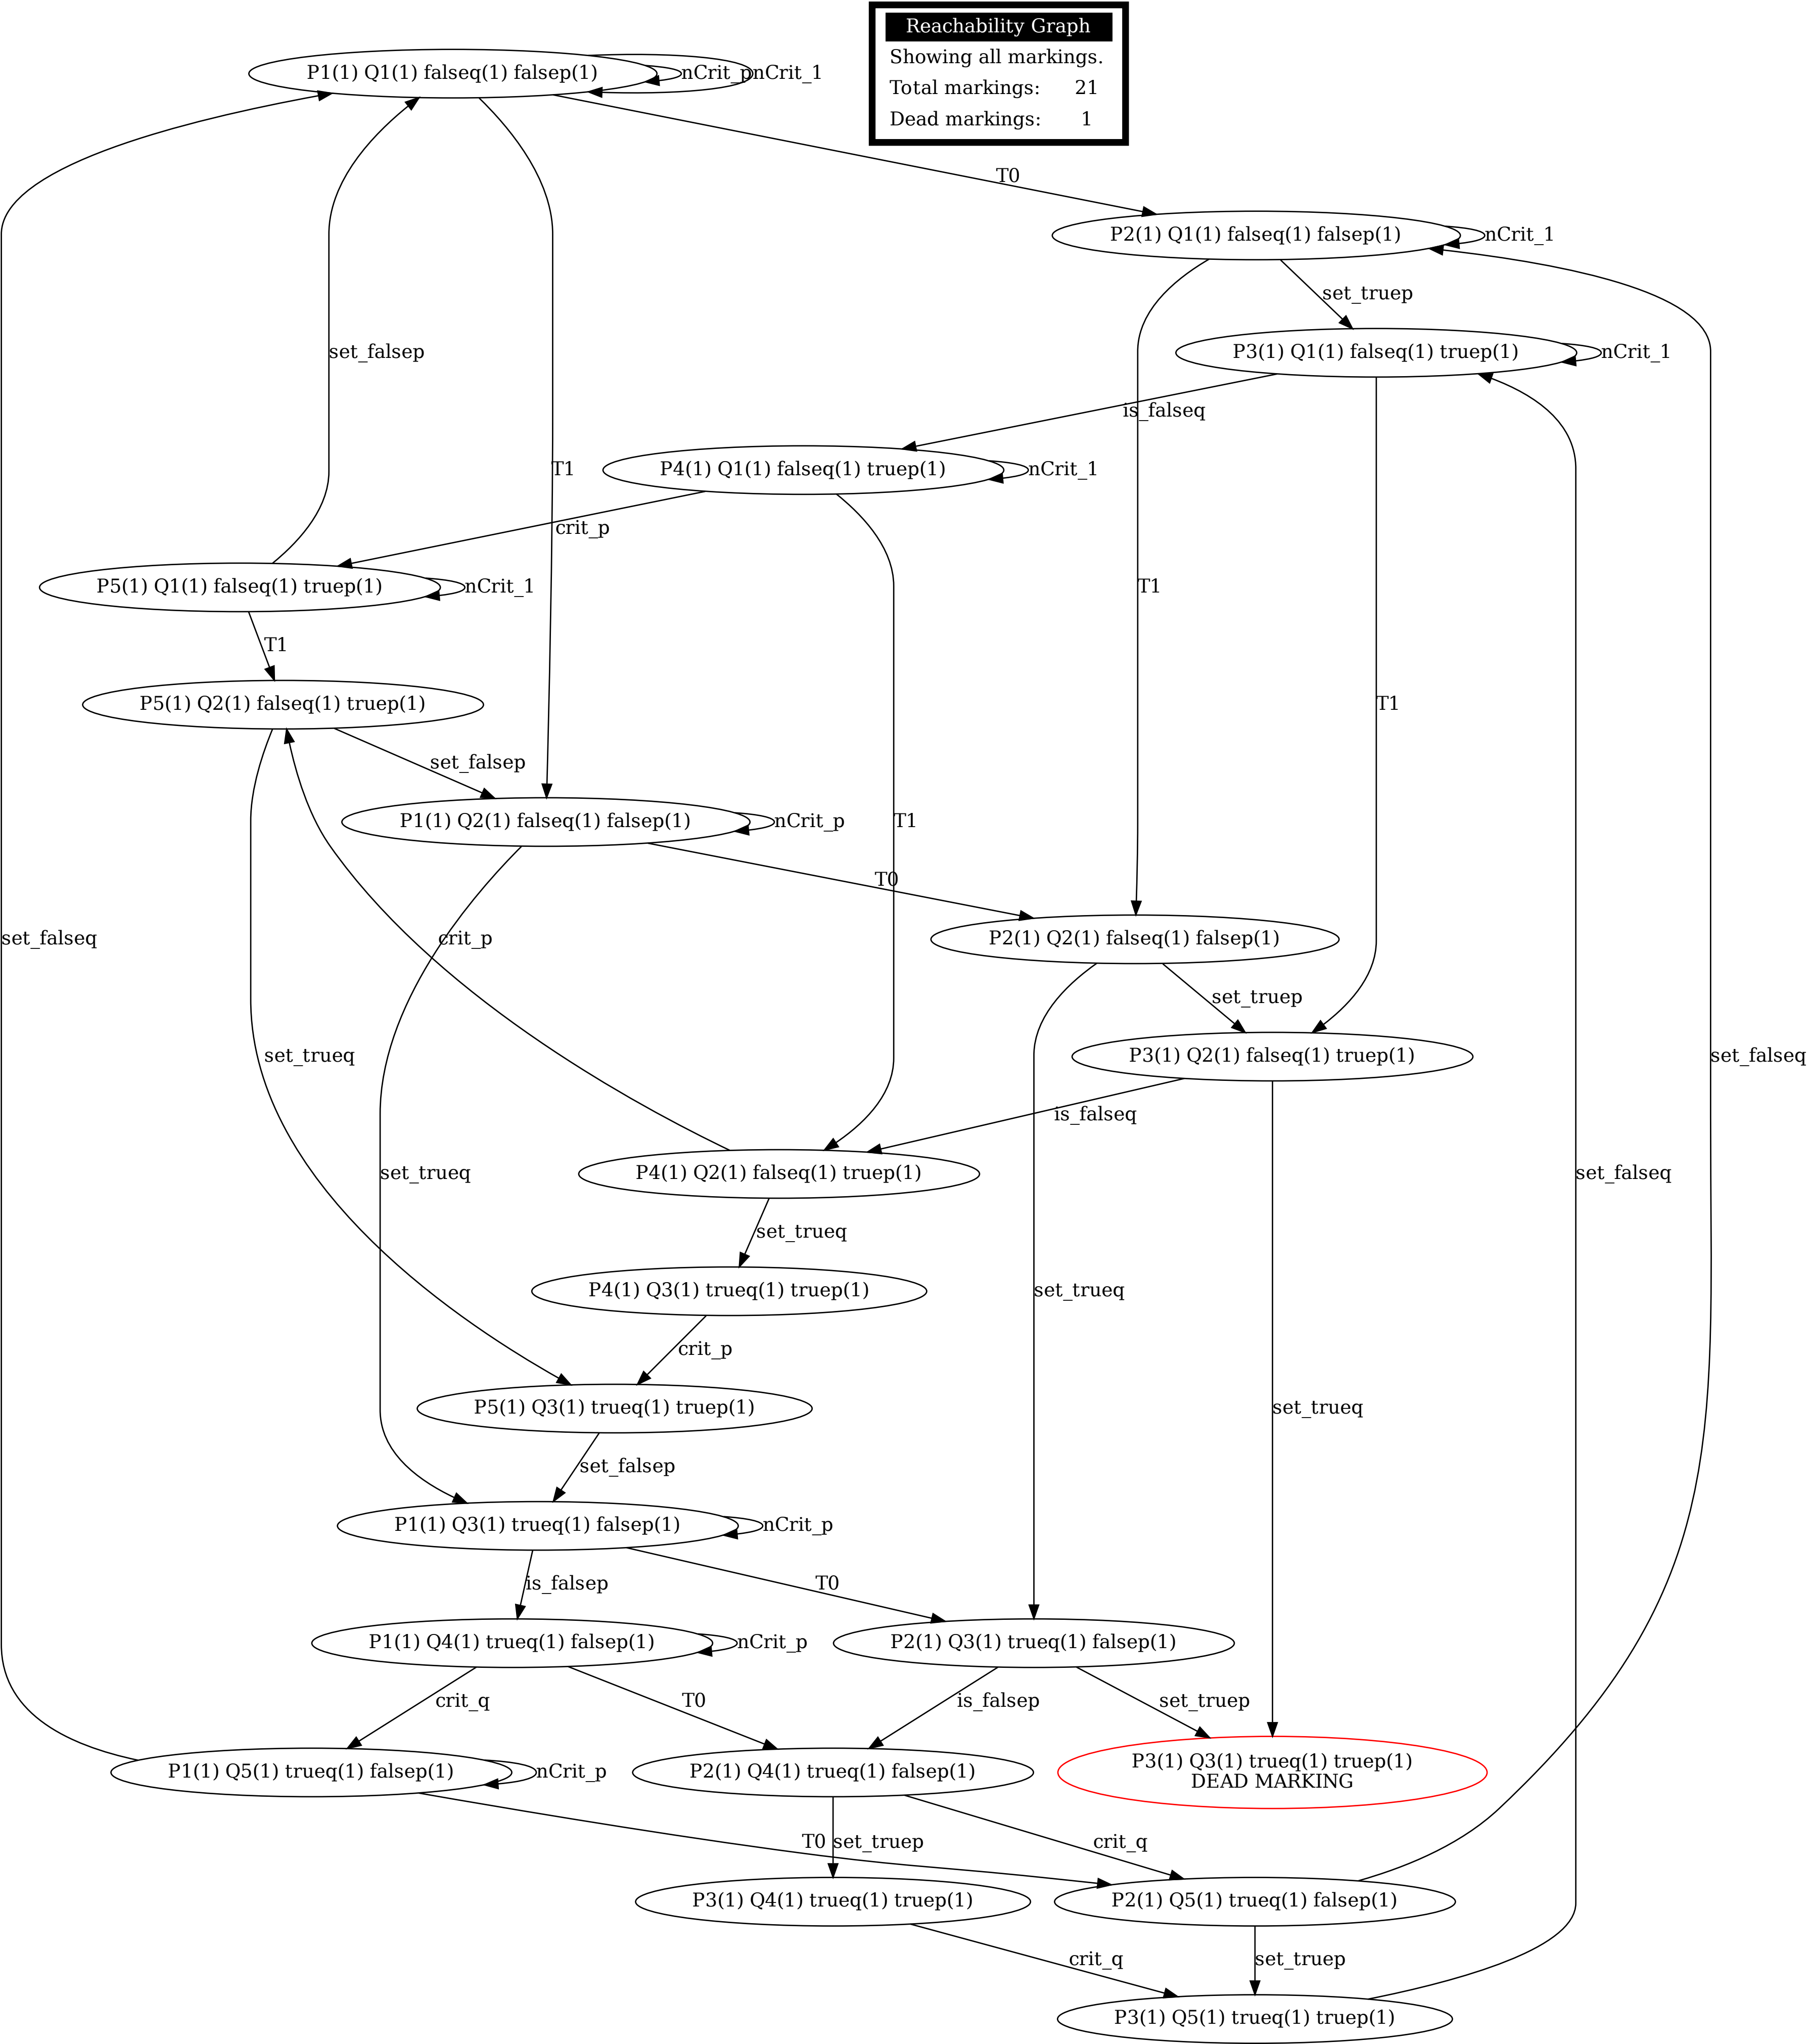 Reachability Graph
Showing all markings.
Total markings: 21
Dead markings: 1
P1(1) Q1(1) falseq(1) falsep(1)
nCrit_p
nCrit_1
T0
P2(1) Q1(1) falseq(1) falsep(1)
nCrit_1
set_truep
set_falsep
P3(1) Q1(1) falseq(1) truep(1)
nCrit_1
is_falseq
T1
P4(1) Q1(1) falseq(1) truep(1)
nCrit_1
crit_p
P5(1) Q1(1) falseq(1) truep(1)
nCrit_1
T1
T1
P5(1) Q2(1) falseq(1) truep(1)
T1
set_falsep
P1(1) Q2(1) falseq(1) falsep(1)
nCrit_p
T1
T0
set_falseq
crit_p
P2(1) Q2(1) falseq(1) falsep(1)
set_truep
set_trueq
P3(1) Q2(1) falseq(1) truep(1)
set_falseq
is_falseq
set_trueq
P4(1) Q2(1) falseq(1) truep(1)
set_falseq
set_trueq
P4(1) Q3(1) trueq(1) truep(1)
set_trueq
crit_p
P5(1) Q3(1) trueq(1) truep(1)
set_trueq
set_falsep
P1(1) Q3(1) trueq(1) falsep(1)
nCrit_p
is_falsep
T0
P1(1) Q4(1) trueq(1) falsep(1)
nCrit_p
P2(1) Q3(1) trueq(1) falsep(1)
crit_q
T0
is_falsep
set_truep
P1(1) Q5(1) trueq(1) falsep(1)
nCrit_p
P2(1) Q4(1) trueq(1) falsep(1)
P3(1) Q3(1) trueq(1) truep(1)
DEAD MARKING
T0
set_truep
crit_q
P3(1) Q4(1) trueq(1) truep(1)
P2(1) Q5(1) trueq(1) falsep(1)
crit_q
set_truep
P3(1) Q5(1) trueq(1) truep(1)